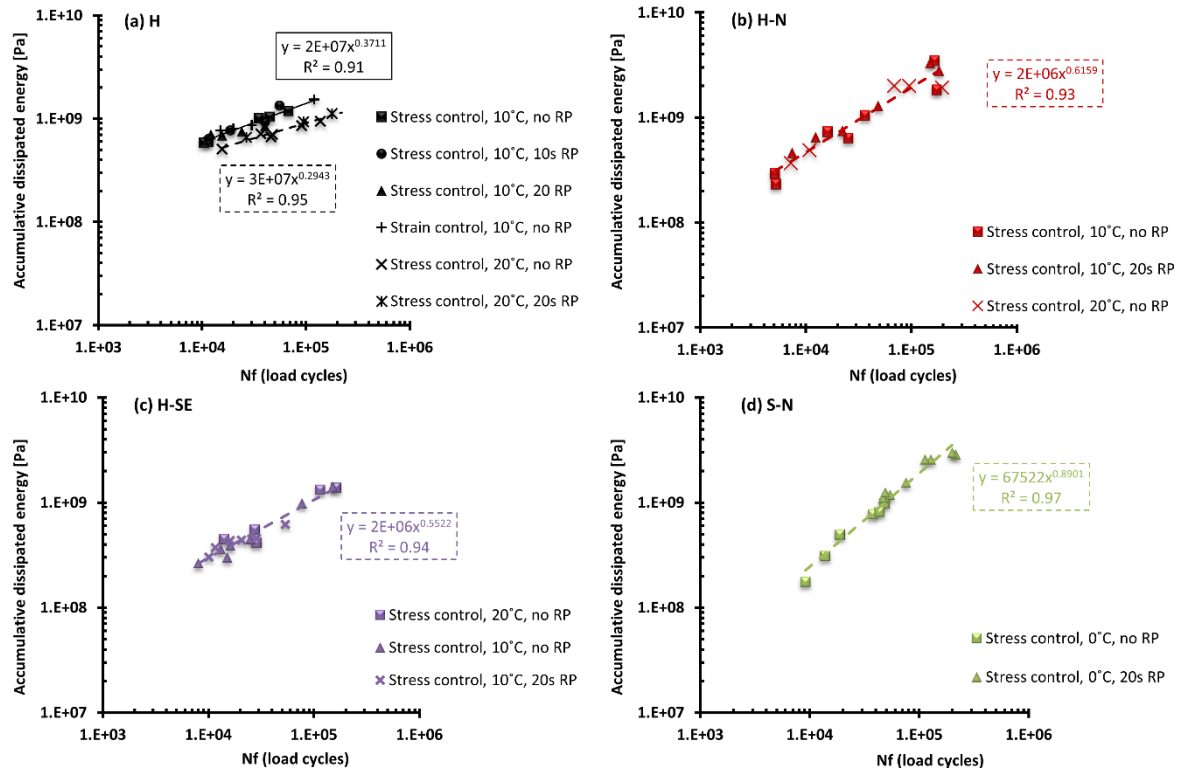 (a) H
Accumulative dissipated energy [Pa]
1.E+10
1.E+09
1.E+08
1.E+07
1.E+03
1.E+04
1.E+05
1.E+06
Nf (load cycles)
y = 2E+07x^0.3711
R² = 0.91
y = 3E+07x^0.2943
R² = 0.95
Stress control, 10˚C, no RP
Stress control, 10˚C, 10s RP
Stress control, 10˚C, 20 RP
Strain control, 10˚C, no RP
Stress control, 20˚C, no RP
Stress control, 20˚C, 20s RP
(b) H-N
Accumulative dissipated energy [Pa]
1.E+10
1.E+09
1.E+08
1.E+07
1.E+03
1.E+04
1.E+05
1.E+06
Nf (load cycles)
y = 2E+06x^0.6159
R² = 0.93
Stress control, 10˚C, no RP
Stress control, 10˚C, 20s RP
Stress control, 20˚C, no RP
(c) H-SE
Accumulative dissipated energy [Pa]
1.E+10
1.E+09
1.E+08
1.E+07
1.E+03
1.E+04
1.E+05
1.E+06
Nf (load cycles)
y = 2E+06x^0.5522
R² = 0.94
Stress control, 20˚C, no RP
Stress control, 10˚C, no RP
Stress control, 10˚C, 20s RP
(d) S-N
Accumulative dissipated energy [Pa]
1.E+10
1.E+09
1.E+08
1.E+07
1.E+03
1.E+04
1.E+05
1.E+06
Nf (load cycles)
y = 67522x^0.8901
R² = 0.97
Stress control, 0˚C, no RP
Stress control, 0˚C, 20s RP